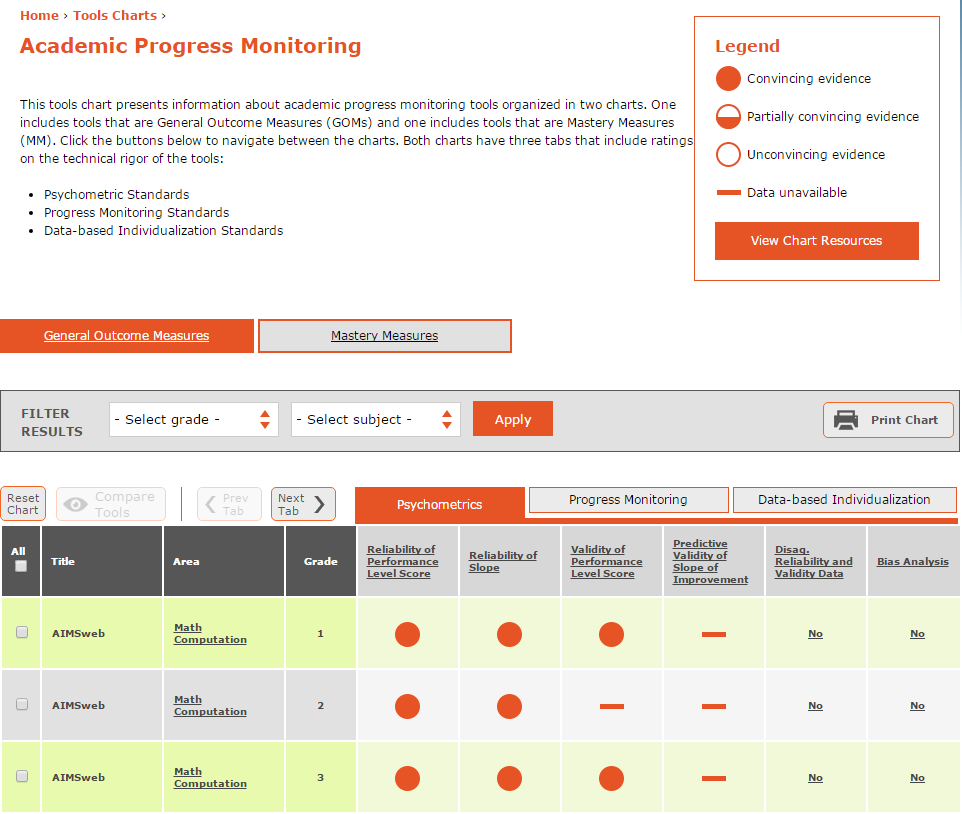 Home › Tools Charts ›
Academic Progress Monitoring
This tools chart presents information about academic progress monitoring tools organized in two charts. One
includes tools that are General Outcome Measures (GOMs) and one includes tools that are Mastery Measures
(MM). Click the buttons below to navigate between the charts. Both charts have three tabs that include ratings
on the technical rigor of the tools:
• Psychometric Standards
• Progress Monitoring Standards
• Data-based Individualization Standards
Legend
Convincing evidence
Partially convincing evidence
Unconvincing evidence
Data unavailable
View Chart Resources
General Outcome Measures
Mastery Measures
FILTER
RESULTS
- Select grade -
- Select subject -
Apply
Print Chart
Reset
Chart
Compare
Tools
Prev
Tab
Next
Tab
Psychometrics
Progress Monitoring
Data-based Individualization
All
Title
Area
Grade
Reliability of
Performance
Level Score
Reliability of
Slope
Validity of
Performance
Level Score
Predictive
Validity of
Slope of
Improvement
Disag.
Reliability and
Validity Data
Bias Analysis
AIMSweb
Math
Computation
1
No
No
AIMSweb
Math
Computation
2
No
No
AIMSweb
Math
Computation
3
No
No